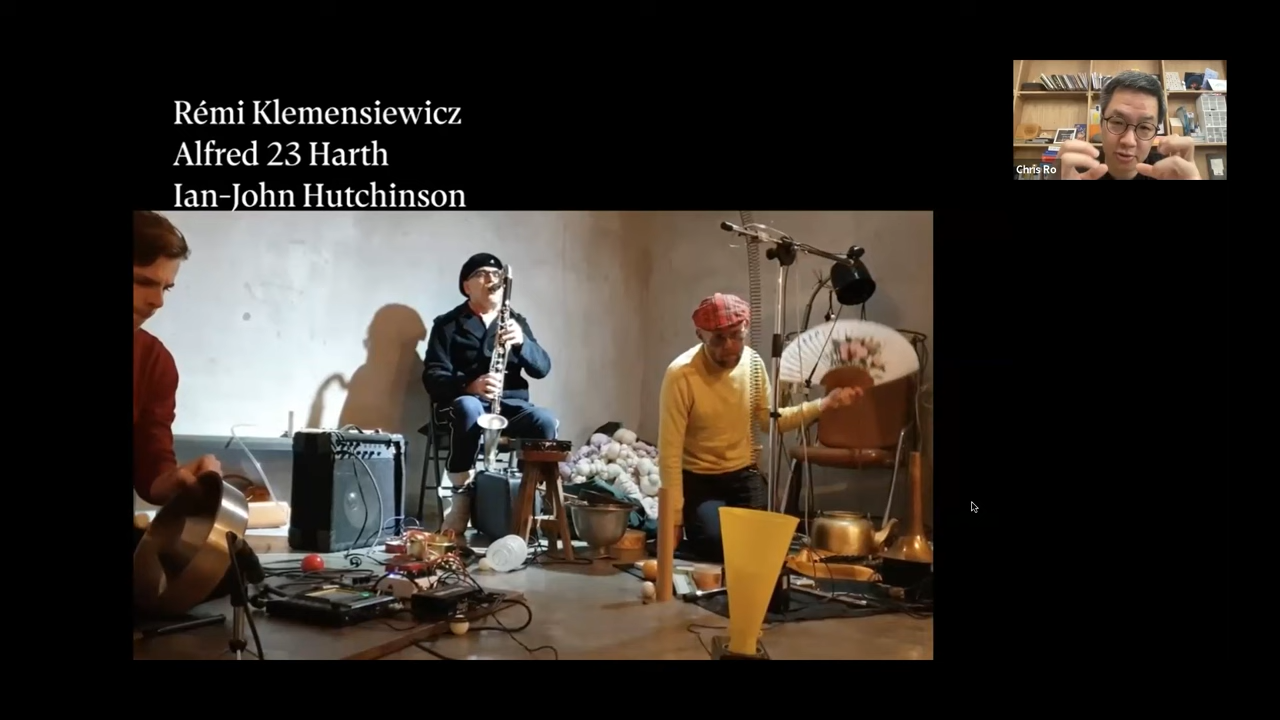 Rémi Klemensiewicz
Alfred 23 Harth
Ian-John Hutchinson
Chris Ro